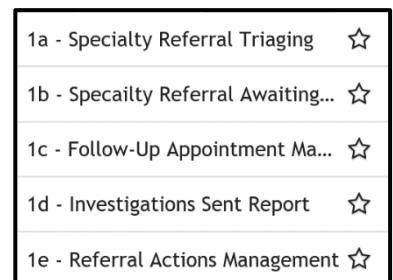 1a - Specialty Referral Triaging
1b - Specailty Referral Awaiting...
1c - Follow-Up Appointment Ma...
1d - Investigations Sent Report
1e - Referral Actions Management